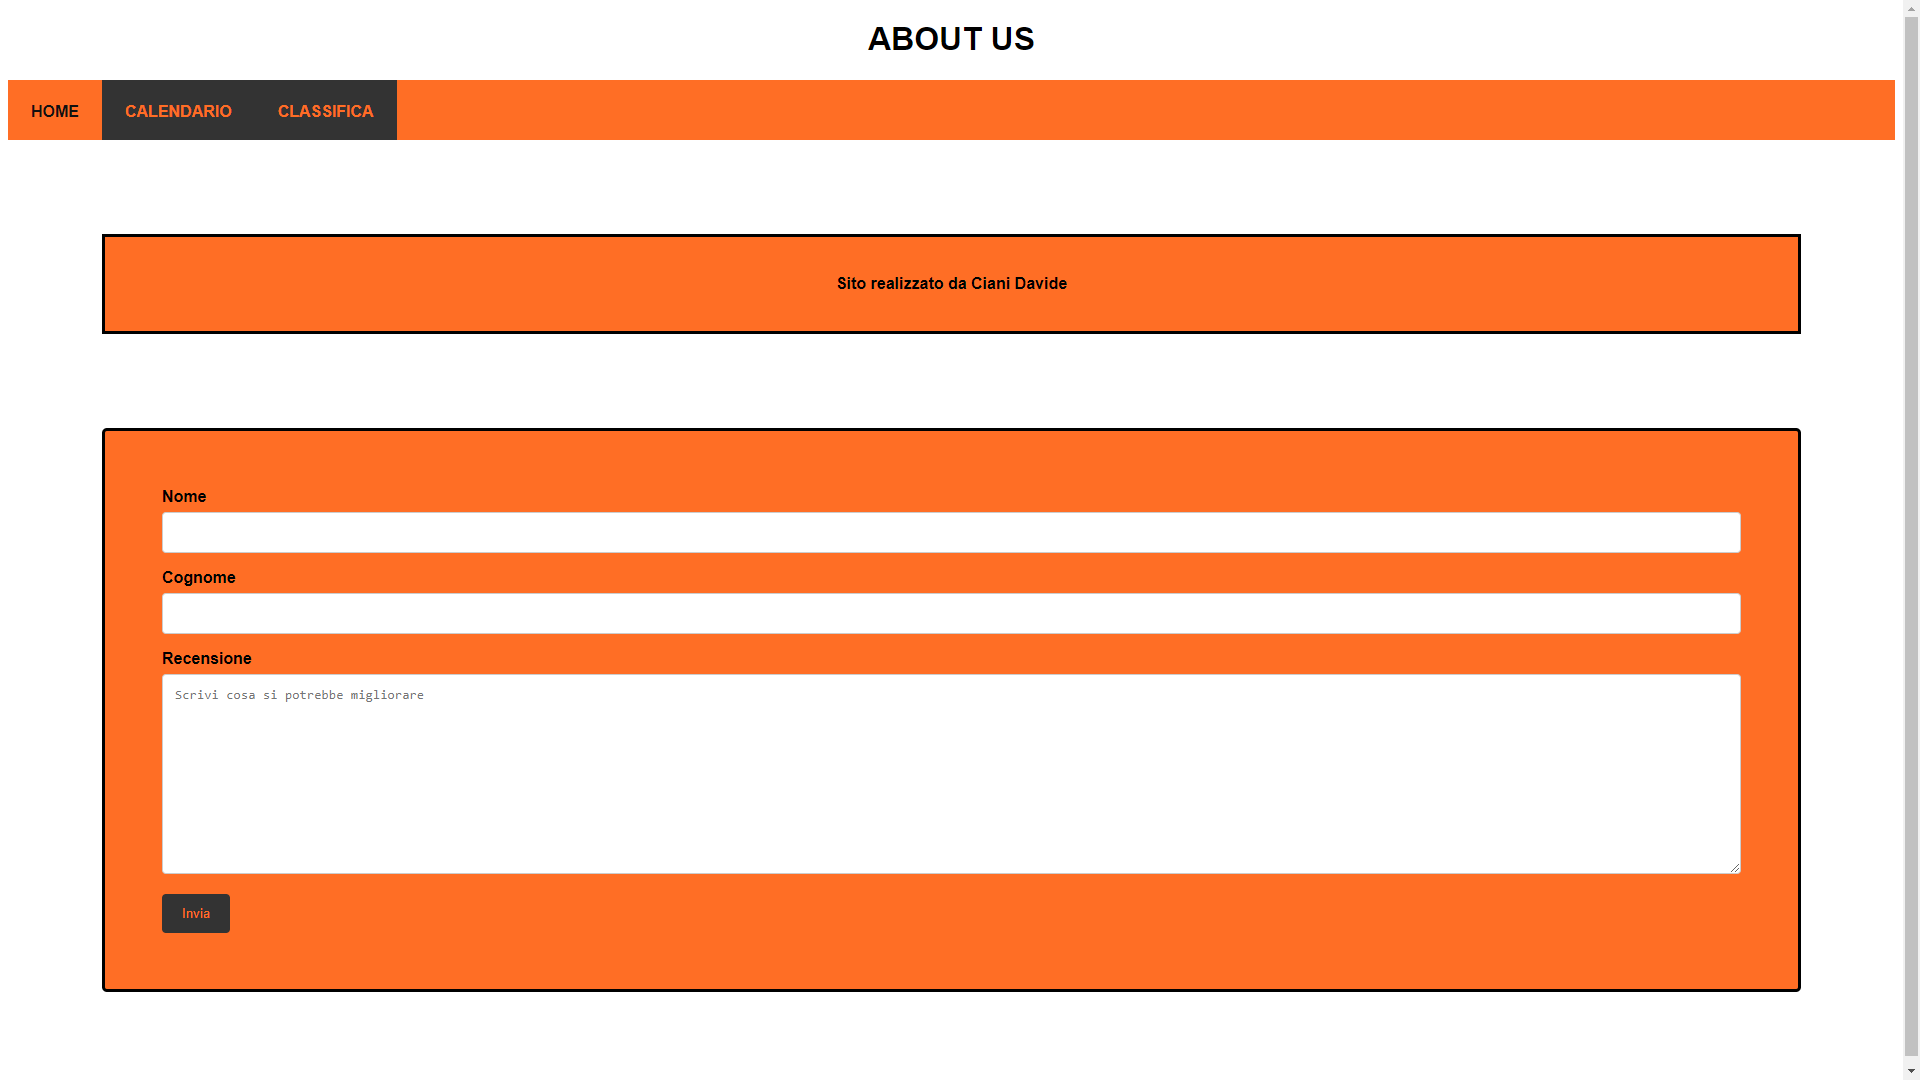 ABOUT US
HOME CALENDARIO CLASSIFICA
Sito realizzato da Ciani Davide
Nome
Cognome
Recensione
Scrivi cosa si potrebbe migliorare
Invia